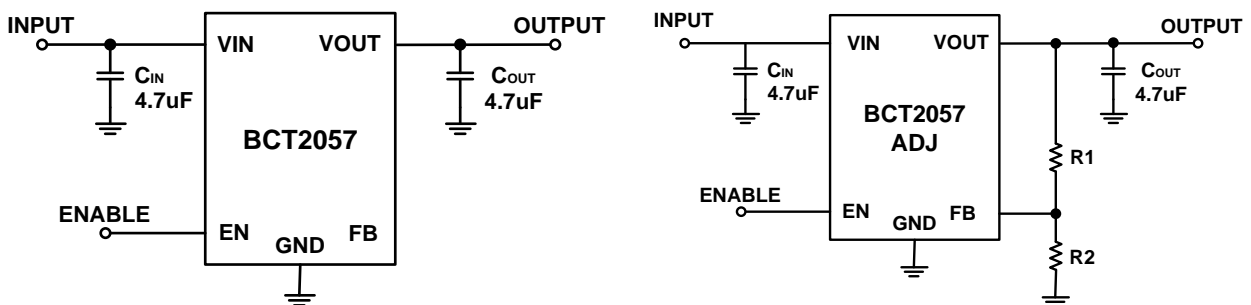 INPUT
VIN
VOUT
OUTPUT
CIN
4.7uF
COUT
4.7uF
BCT2057
ENABLE
EN
GND
FB
INPUT
VIN
VOUT
OUTPUT
CIN
4.7uF
COUT
4.7uF
BCT2057
ADJ
R1
ENABLE
EN
FB
GND
R2